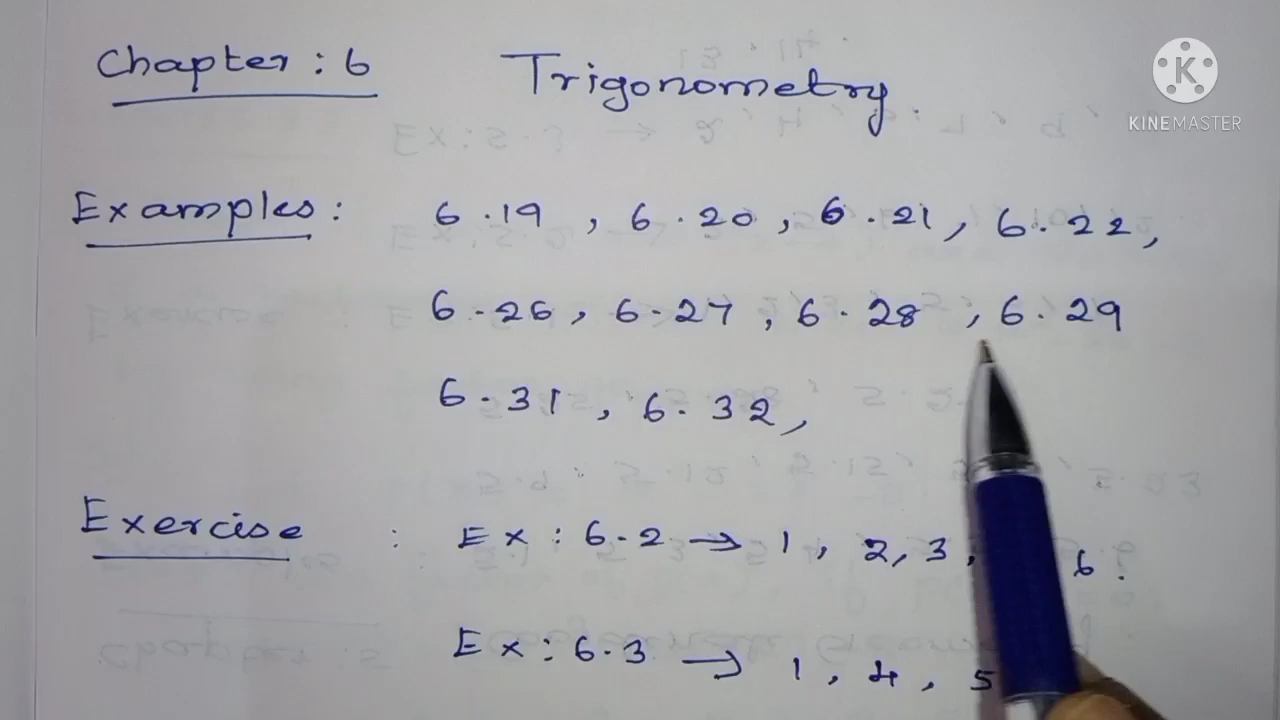 Chapter : 6 Trigonometry.
KINEMASTER
Examples : 6.19 , 6.20 , 6.21 , 6.22 ,
6.26 , 6.27 , 6.28 , 6.29
6.31 , 6.32 ,
Exercise : Ex : 6.2 → 1 , 2 , 3 , 6 .
Ex : 6.3 → 1 , 4 , 5